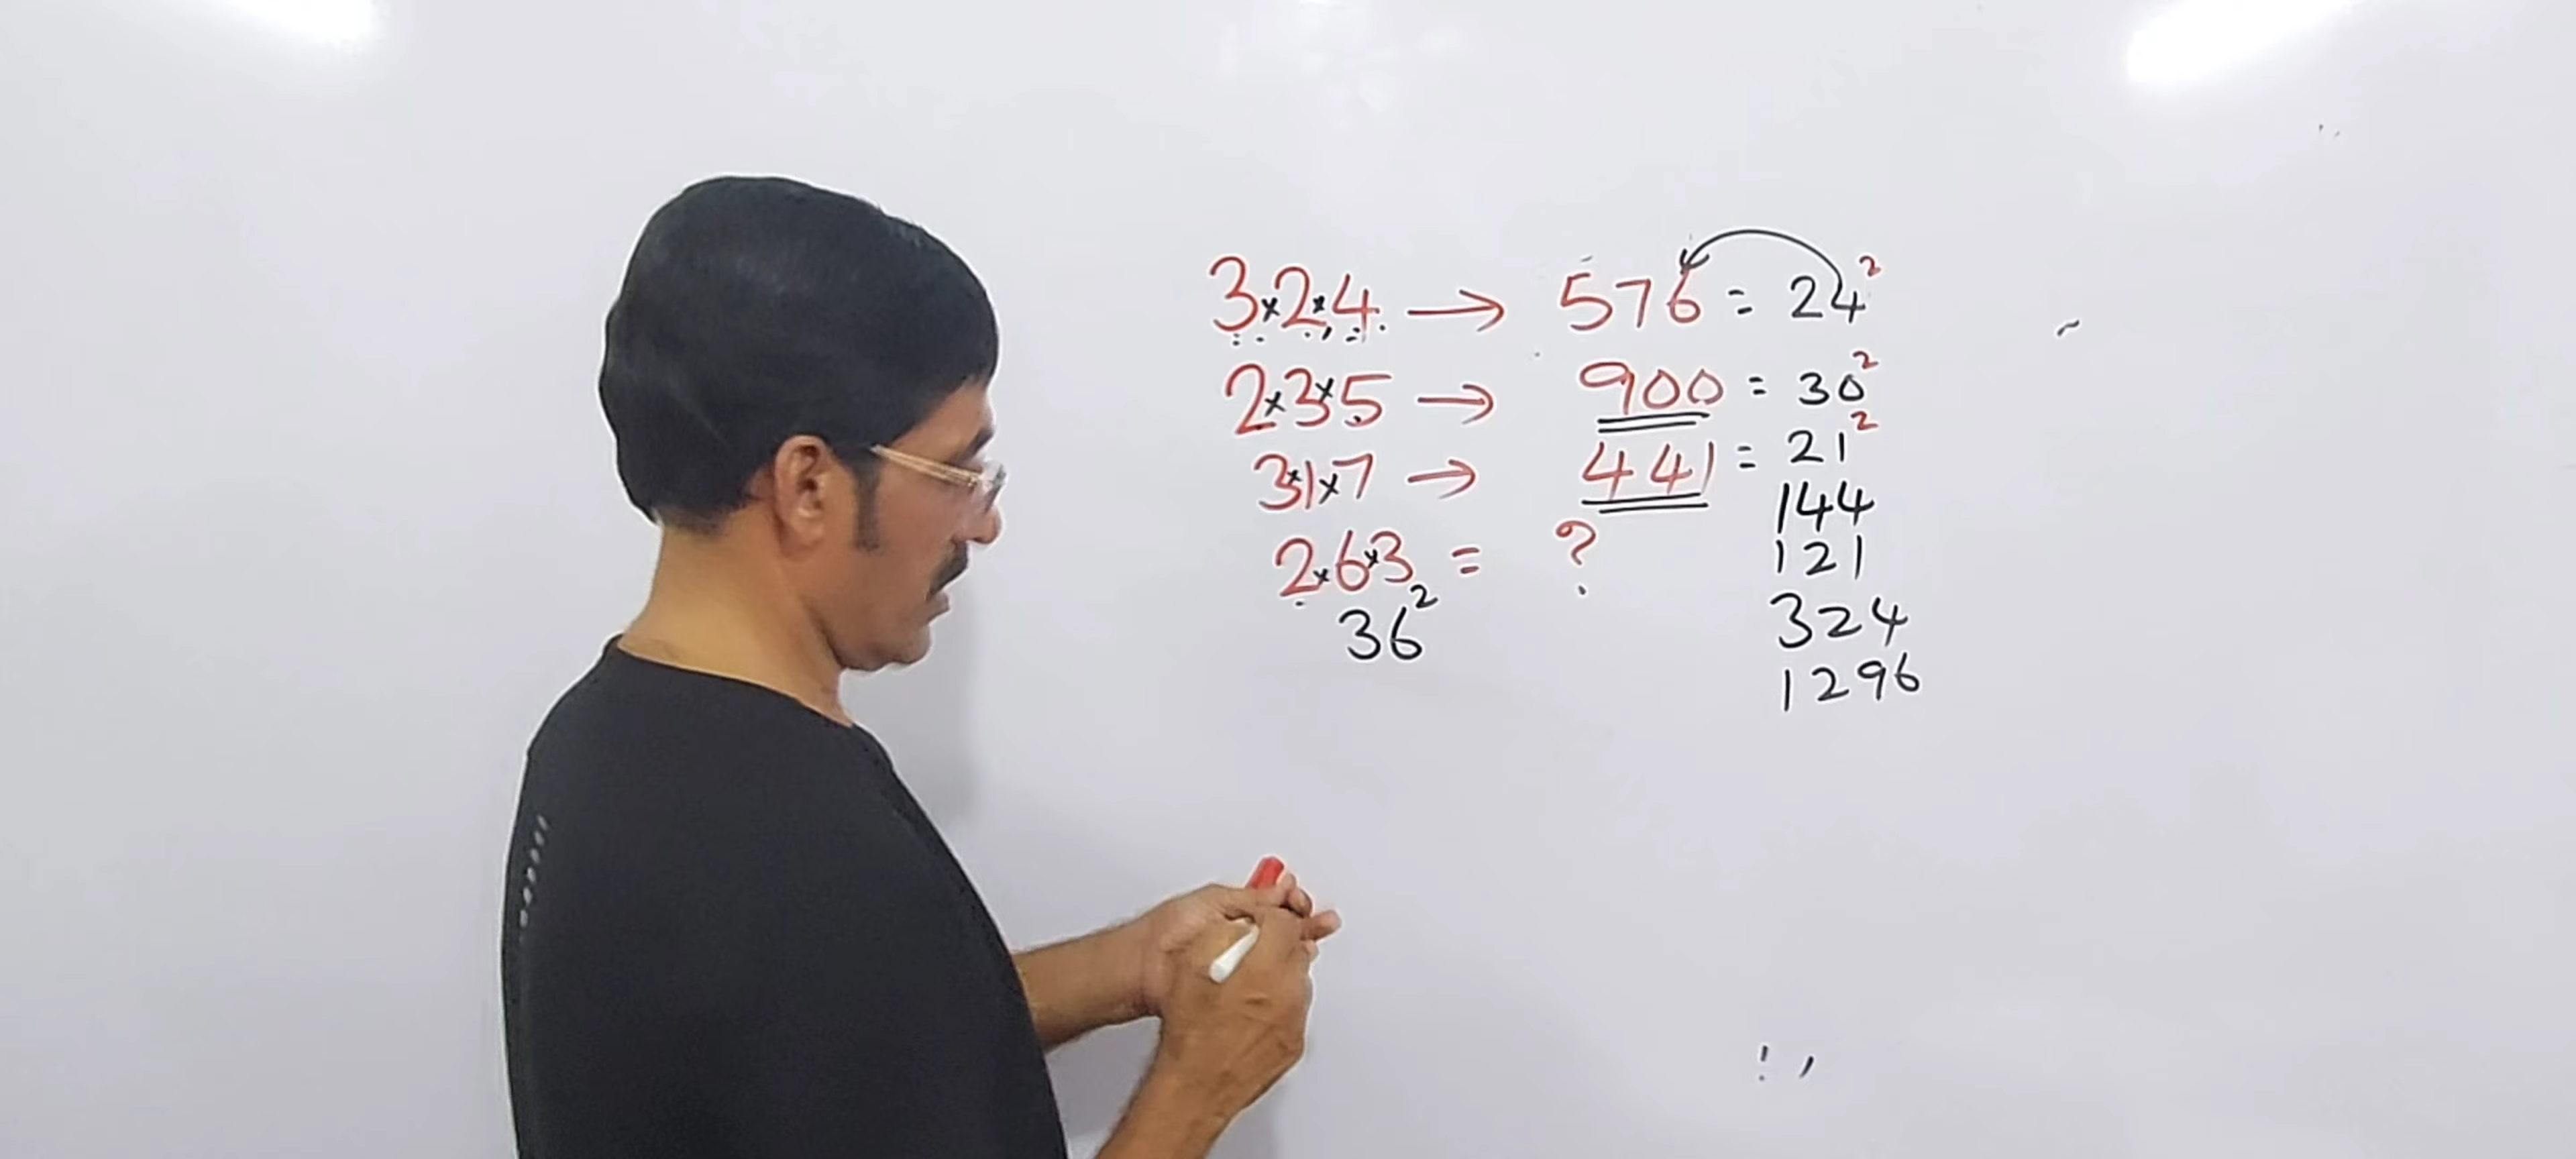 3×2×4 → 576 = 24²
2×3×5 → 900 = 30²
3×1×7 → 441 = 21²
144
2×6×3 = ?
121
36²
324
1296